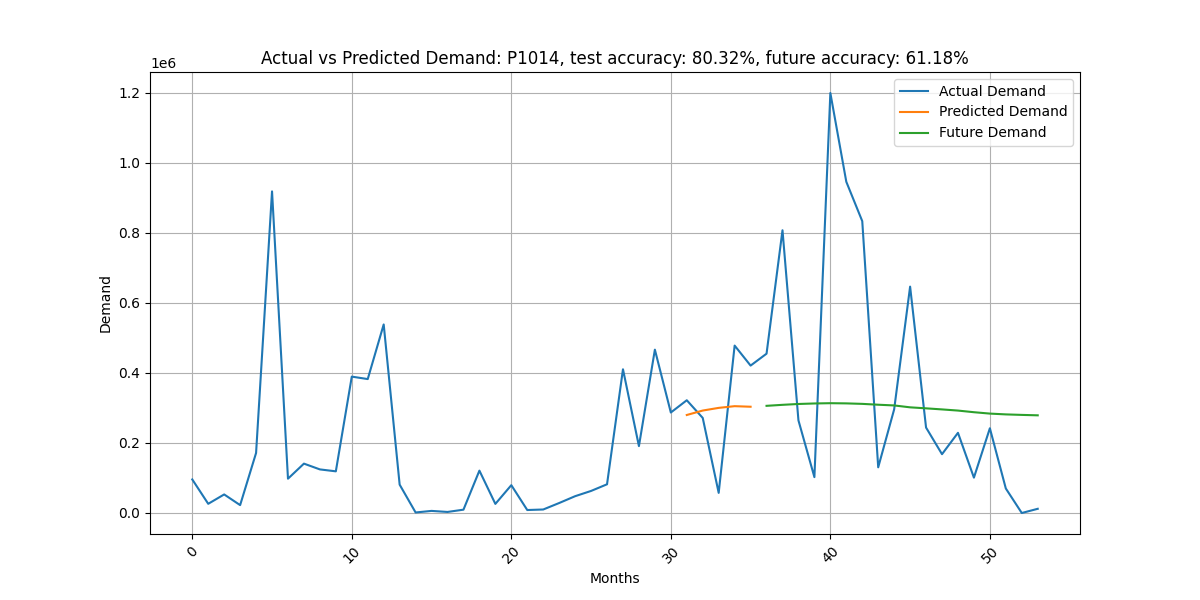 Actual vs Predicted Demand: P1014, test accuracy: 80.32%, future accuracy: 61.18%
1e6
Actual Demand
Predicted Demand
Future Demand
1.2
1.0
0.8
0.6
0.4
0.2
0.0
Demand
0
10
20
30
40
50
Months